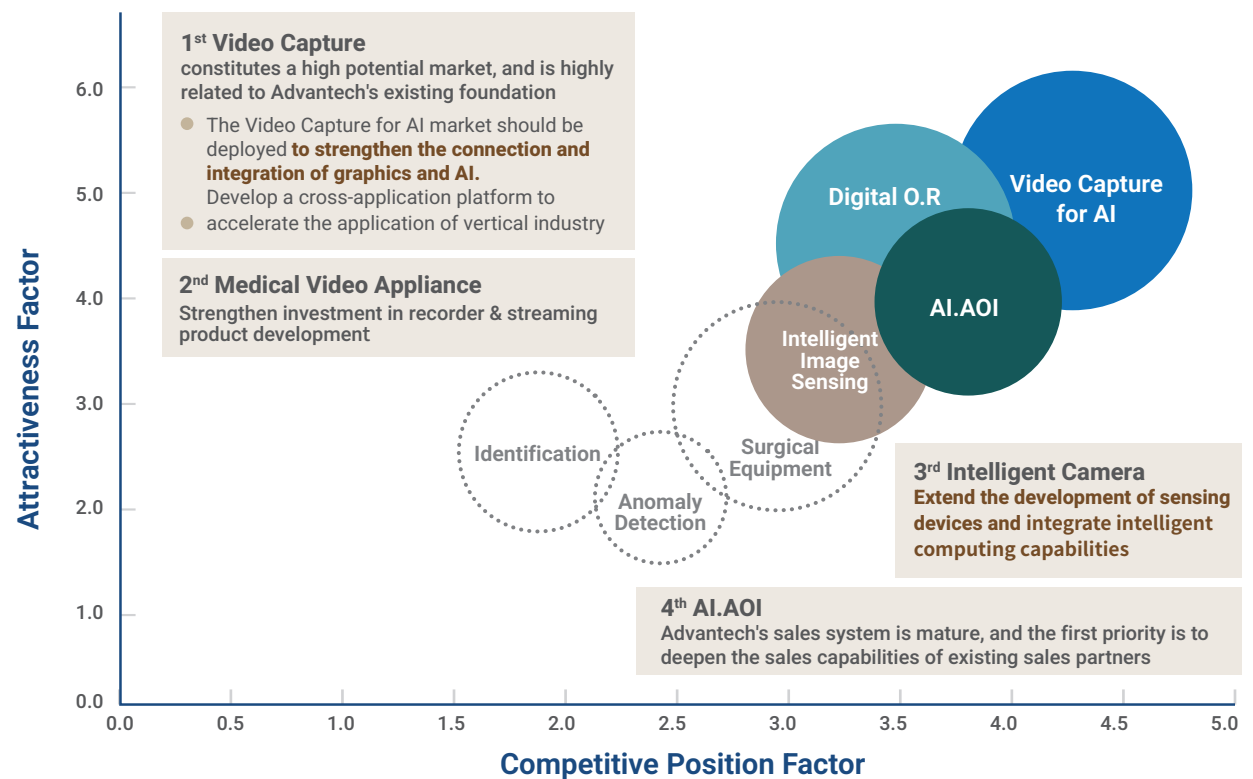 1st Video Capture
constitutes a high potential market, and is highly
related to Advantech's existing foundation
The Video Capture for AI market should be
deployed to strengthen the connection and
integration of graphics and AI.
Develop a cross-application platform to
accelerate the application of vertical industry
2nd Medical Video Appliance
Strengthen investment in recorder & streaming
product development
Attractiveness Factor
6.0
5.0
4.0
3.0
2.0
1.0
0.0
Digital O.R
Video Capture
for AI
AI.AOI
Intelligent
Image
Sensing
Identification
Anomaly
Detection
Surgical
Equipment
3rd Intelligent Camera
Extend the development of sensing
devices and integrate intelligent
computing capabilities
4th AI.AOI
Advantech's sales system is mature, and the first priority is to
deepen the sales capabilities of existing sales partners
0.0 0.5 1.0 1.5 2.0 2.5 3.0 3.5 4.0 4.5 5.0
Competitive Position Factor